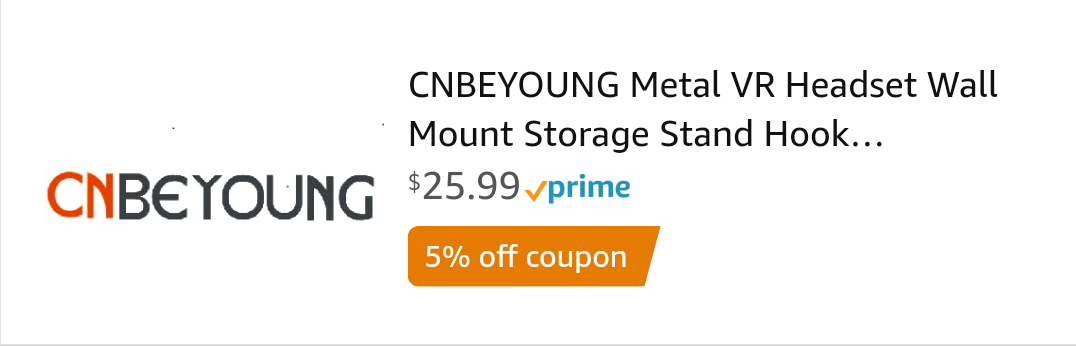 CNBEYOUNG
CNBEYOUNG Metal VR Headset Wall
Mount Storage Stand Hook...
$25.99 prime
5% off coupon